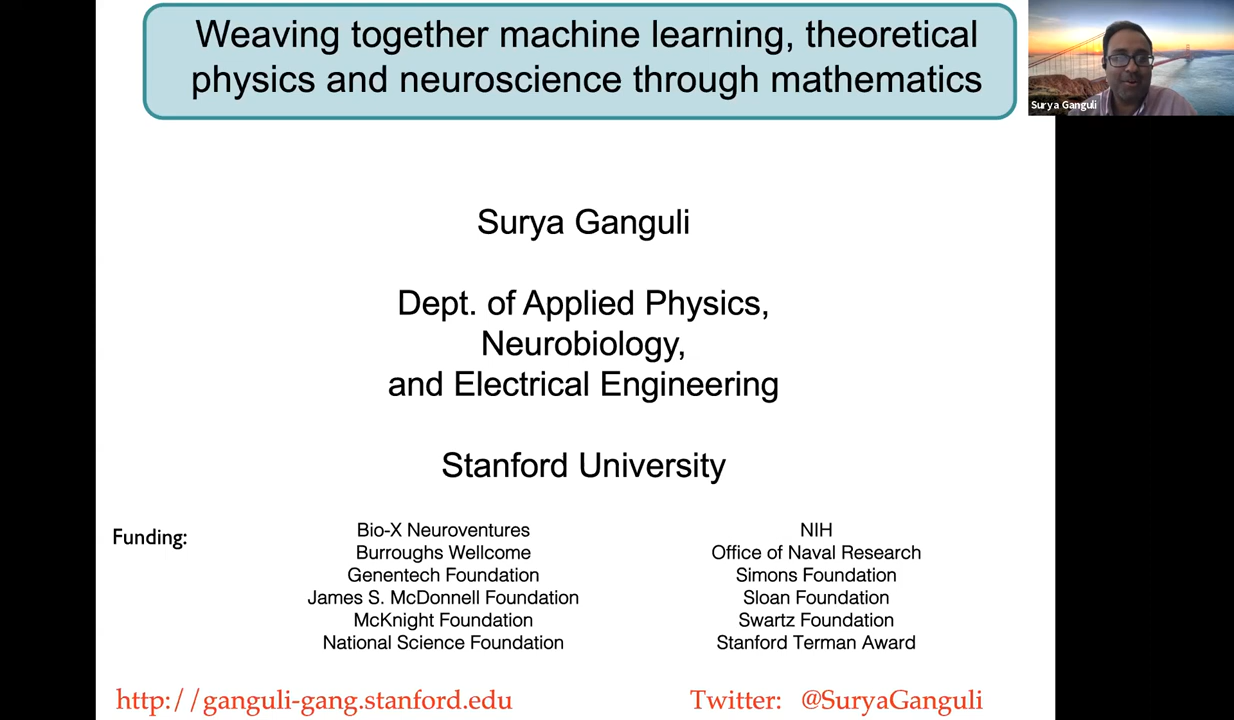 Weaving together machine learning, theoretical
physics and neuroscience through mathematics
Surya Ganguli
Surya Ganguli
Dept. of Applied Physics,
Neurobiology,
and Electrical Engineering
Stanford University
Funding:
Bio-X Neuroventures
Burroughs Wellcome
Genentech Foundation
James S. McDonnell Foundation
McKnight Foundation
National Science Foundation
NIH
Office of Naval Research
Simons Foundation
Sloan Foundation
Swartz Foundation
Stanford Terman Award
http://ganguli-gang.stanford.edu
Twitter: @SuryaGanguli